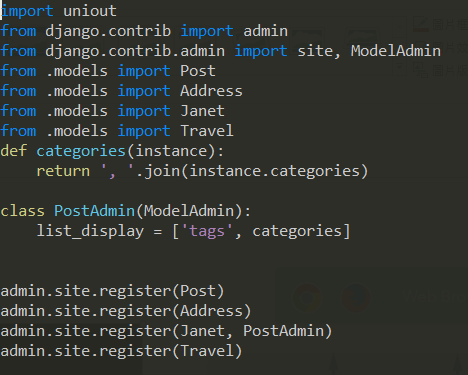 import uniout
from django.contrib import admin
from django.contrib.admin import site, ModelAdmin
from .models import Post
from .models import Address
from .models import Janet
from .models import Travel
def categories(instance):
    return ', '.join(instance.categories)

class PostAdmin(ModelAdmin):
    list_display = ['tags', categories]


admin.site.register(Post)
admin.site.register(Address)
admin.site.register(Janet, PostAdmin)
admin.site.register(Travel)